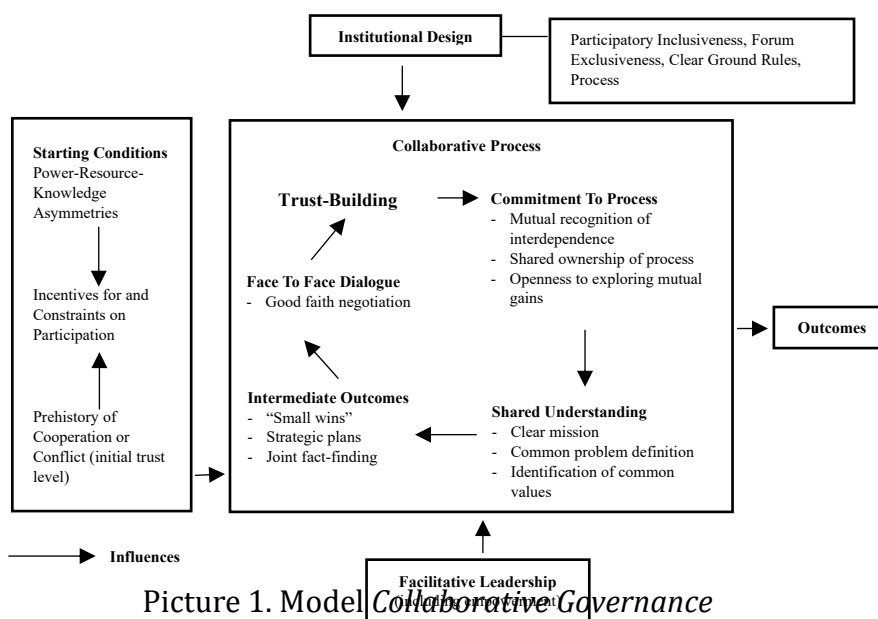 Institutional Design
Participatory Inclusiveness, Forum
Exclusiveness, Clear Ground Rules,
Process
Starting Conditions
Power-Resource-
Knowledge
Asymmetries
Incentives for and
Constraints on
Participation
Prehistory of
Cooperation or
Conflict (initial trust
level)
Collaborative Process
Trust-Building
Commitment To Process
- Mutual recognition of
interdependence
- Shared ownership of process
- Openness to exploring mutual
gains
Face To Face Dialogue
- Good faith negotiation
Intermediate Outcomes
- “Small wins”
- Strategic plans
- Joint fact-finding
Shared Understanding
- Clear mission
- Common problem definition
- Identification of common
values
Outcomes
Influences
Facilitative Leadership
(including empowerment)
Picture 1. Model Collaborative Governance